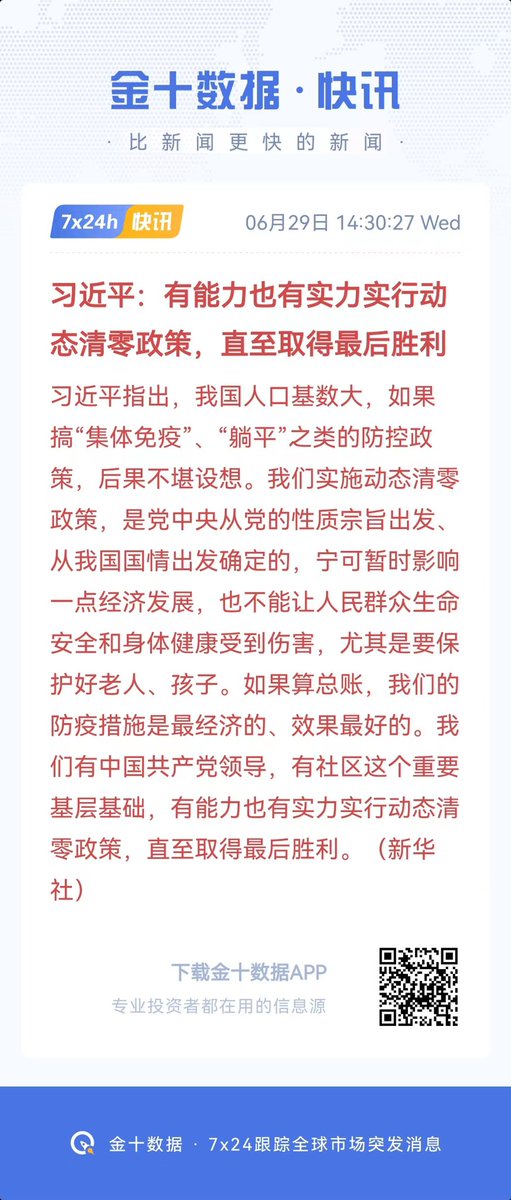 金十数据·快讯
·比新闻更快的新闻·
7x24h 快讯
06月29日 14:30:27 Wed
习近平：有能力也有实力实行动
态清零政策，直至取得最后胜利
习近平指出，我国人口基数大，如果
搞“集体免疫”、“躺平”之类的防控政
策，后果不堪设想。我们实施动态清零
政策，是党中央从党的性质宗旨出发、
从我国国情出发确定的，宁可暂时影响
一点经济发展，也不能让人民群众生命
安全和身体健康受到伤害，尤其是要保
护好老人、孩子。如果算总账，我们的
防疫措施是最经济的、效果最好的。我
们有中国共产党领导，有社区这个重要
基层基础，有能力也有实力实行动态清
零政策，直至取得最后胜利。（新华
社）
下载金十数据APP
专业投资者都在用的信息源
金十数据 · 7x24跟踪全球市场突发消息